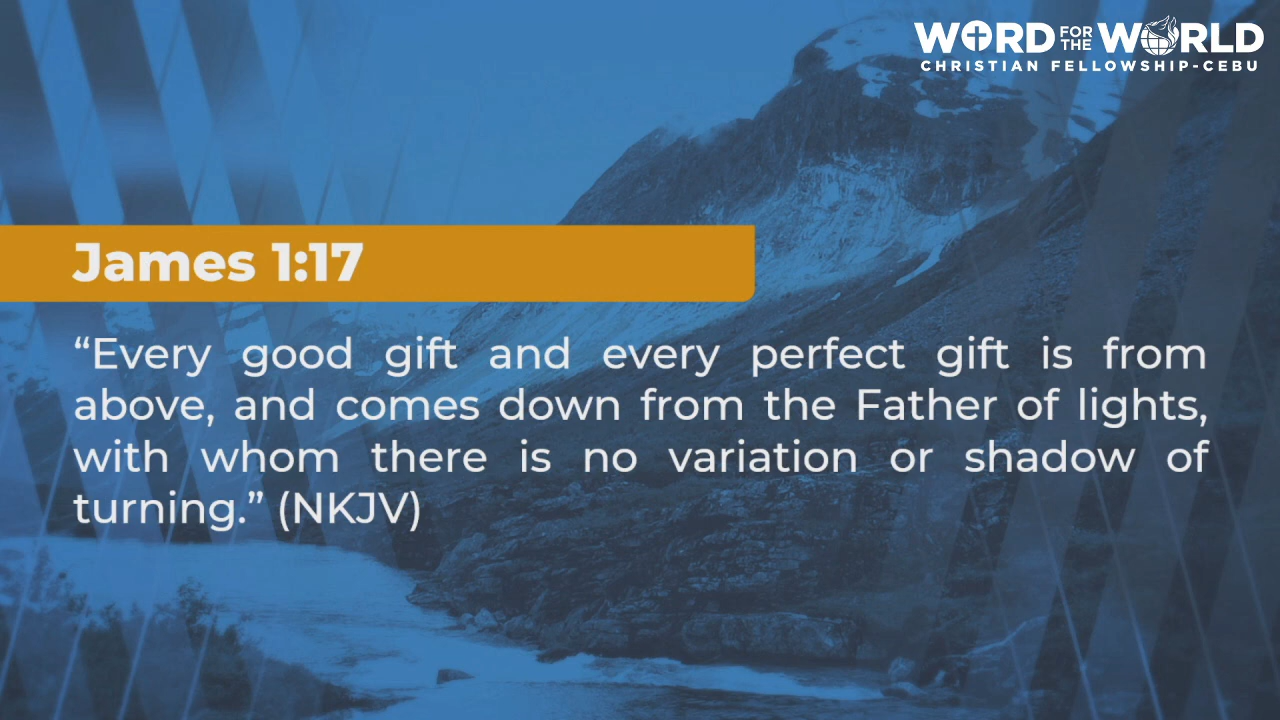 WORD FOR THE WORLD
CHRISTIAN FELLOWSHIP-CEBU
James 1:17
“Every good gift and every perfect gift is from
above, and comes down from the Father of lights,
with whom there is no variation or shadow of
turning.” (NKJV)